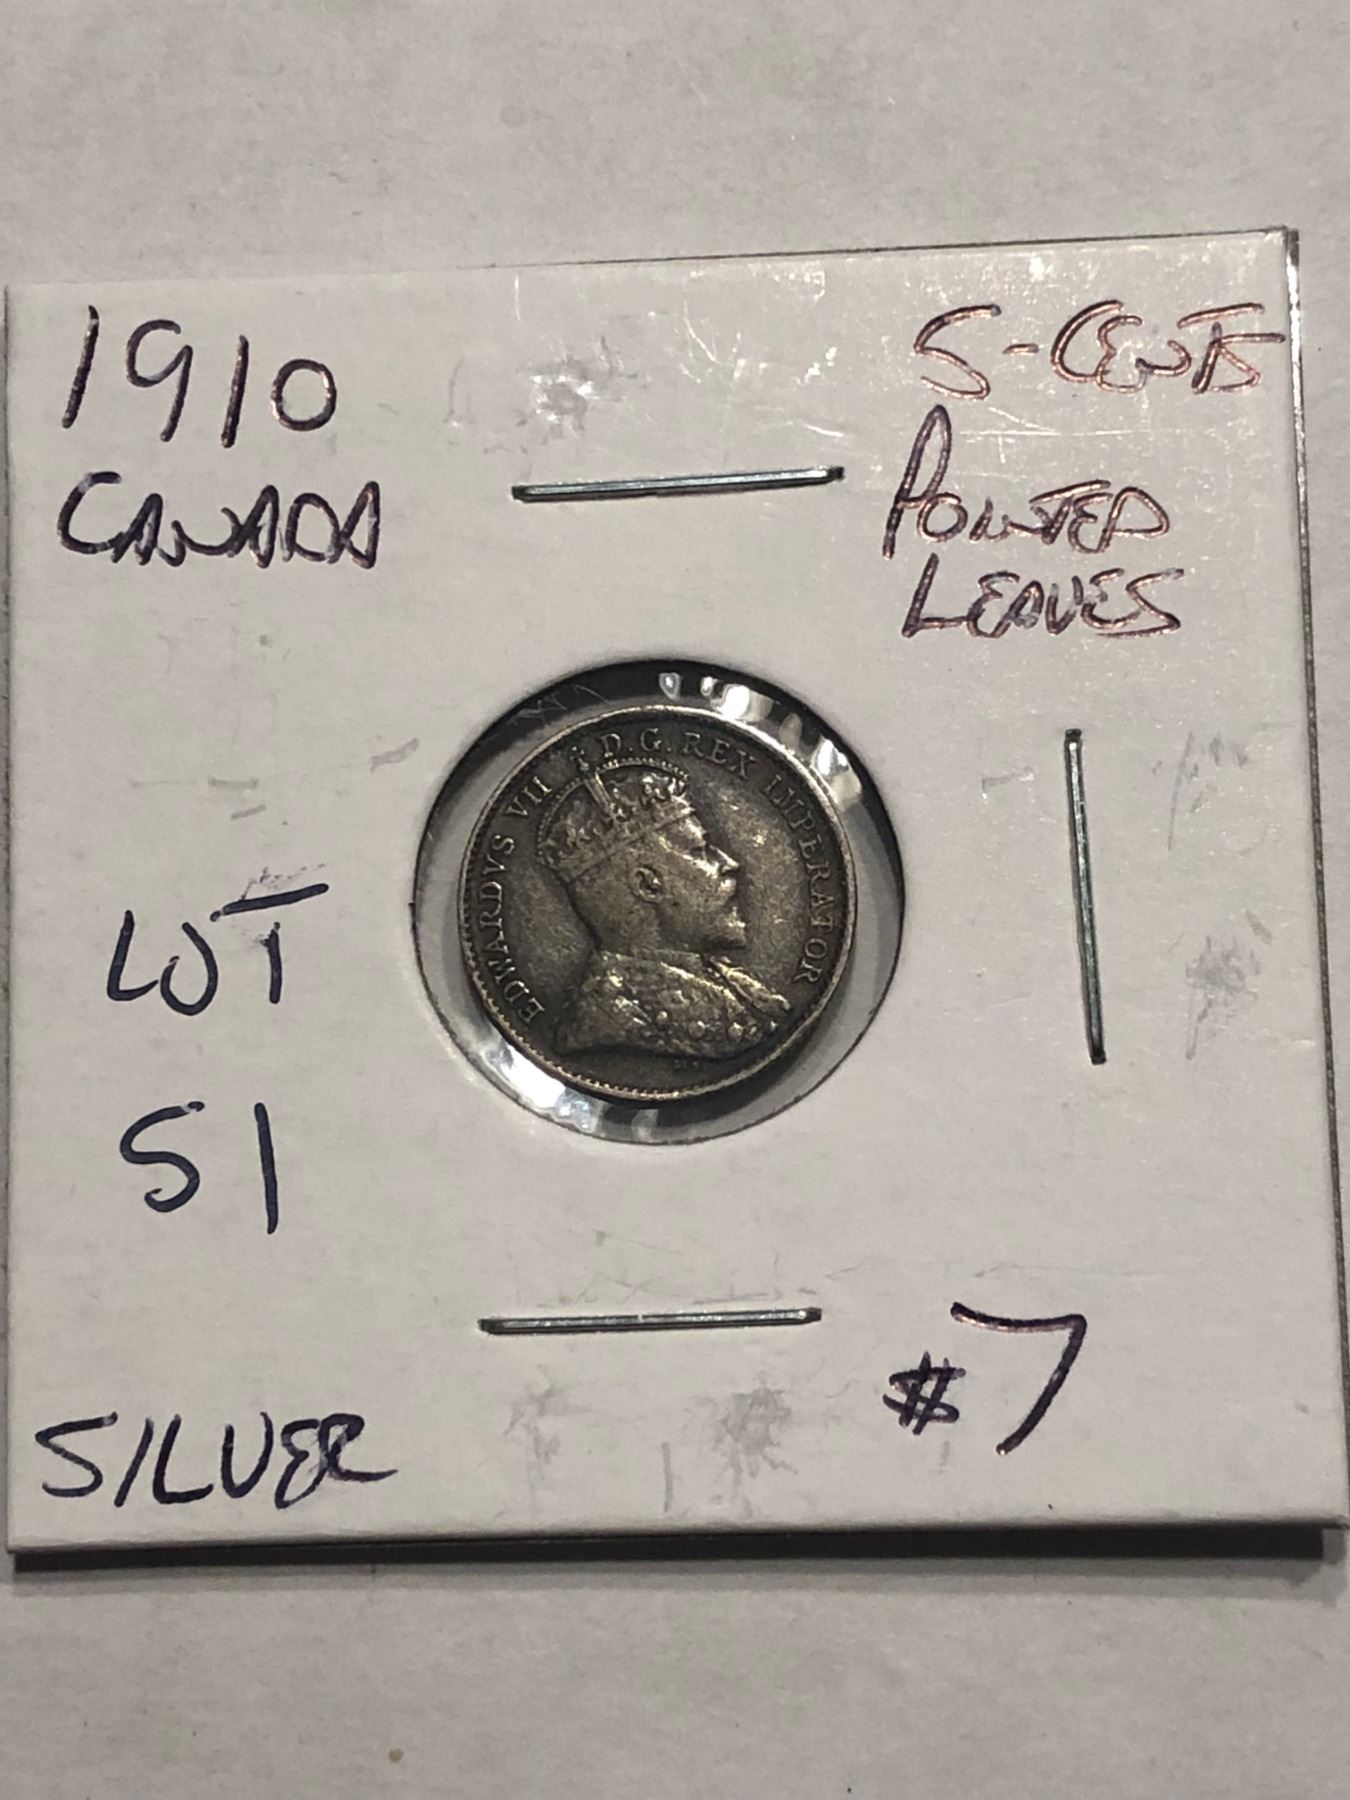 1910
CANADA
5-CENTS
POINTED
LEAVES
EDWARDVS VII D.G. REX IMPERATOR
LOT
51
SILVER
#7